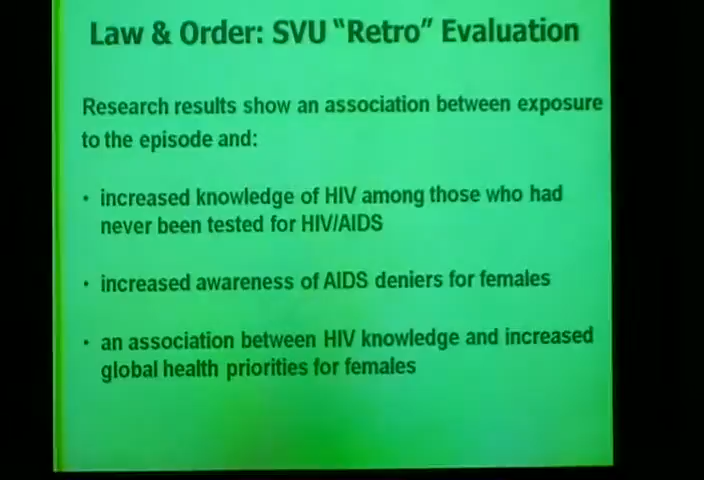 Law & Order: SVU "Retro" Evaluation
Research results show an association between exposure
to the episode and:
• increased knowledge of HIV among those who had
never been tested for HIV/AIDS
• increased awareness of AIDS deniers for females
• an association between HIV knowledge and increased
global health priorities for females